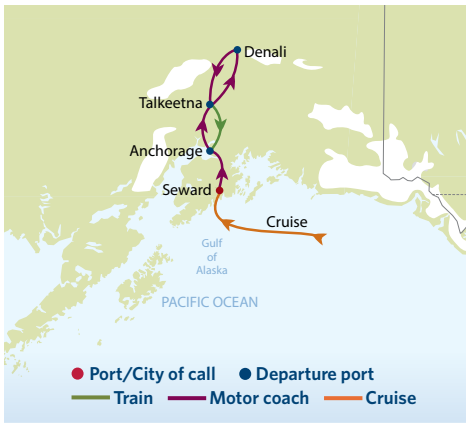 Denali
Talkeetna
Anchorage
Seward
Cruise
Gulf
of
Alaska
PACIFIC OCEAN
Port/City of call Departure port
Train Motor coach Cruise